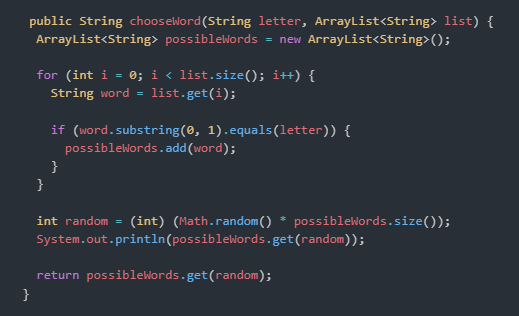 public String chooseWord(String letter, ArrayList<String> list) {
ArrayList<String> possibleWords = new ArrayList<String>();
for (int i = 0; i < list.size(); i++) {
String word = list.get(i);
if (word.substring(0, 1).equals(letter)) {
possibleWords.add(word);
}
}
int random = (int) (Math.random() * possibleWords.size());
System.out.println(possibleWords.get(random));
return possibleWords.get(random);
}